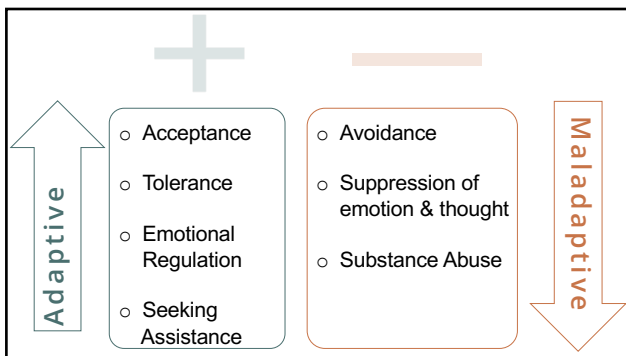 Adaptive
○ Acceptance
○ Tolerance
○ Emotional
Regulation
○ Seeking
Assistance
○ Avoidance
○ Suppression of
emotion & thought
○ Substance Abuse
Maladaptive